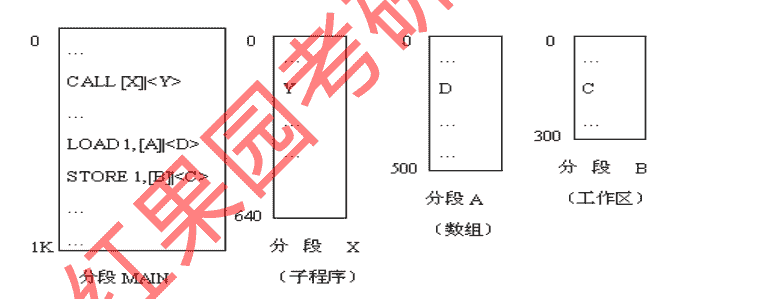 0
...
CALL [X]|<Y>
...
LOAD 1,[A]|<D>
STORE 1,[B]|<C>
...
...
1K
分段 MAIN
0
...
Y
...
...
640
分 段 X
（子程序）
0
...
D
...
...
500
分段 A
（数组）
0
...
C
...
300
分 段 B
（工作区）
红果园考研